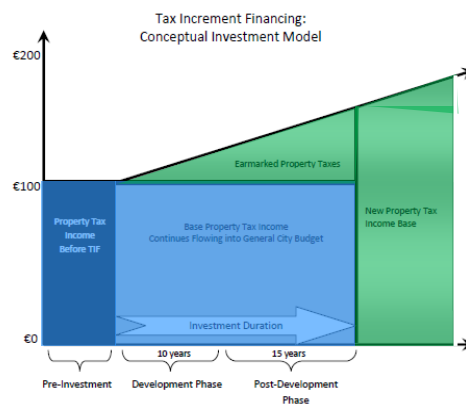 Tax Increment Financing:
Conceptual Investment Model
€200
Earmarked Property Taxes
€100
Property Tax
Income
Before TIF
Base Property Tax Income
Continues Flowing into General City Budget
New Property Tax
Income Base
Investment Duration
€0
10 years
15 years
Pre-Investment
Development Phase
Post-Development
Phase